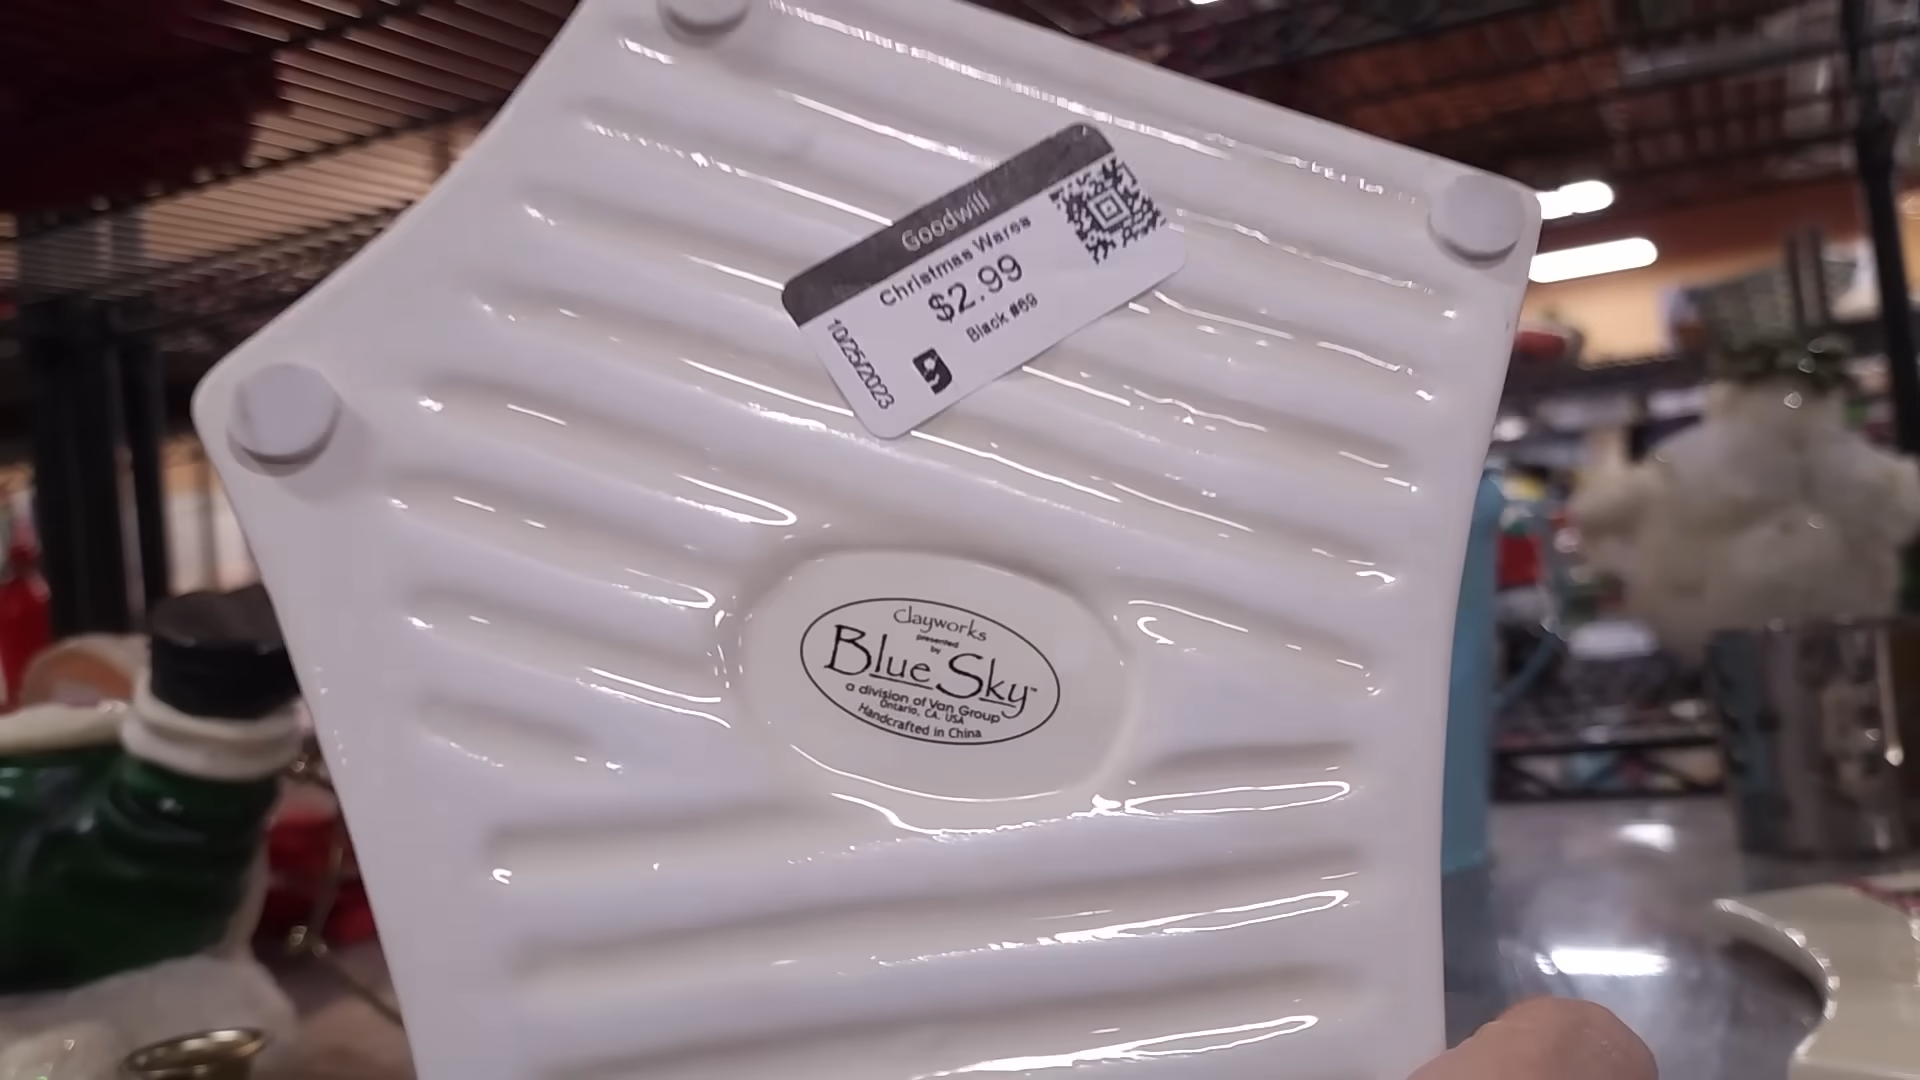 Goodwill
Christmas Wares
$2.99
Black #69
10/25/2023
clayworks
presented
by
Blue Sky™
a division of Van Group
Ontario, CA. USA
Handcrafted in China